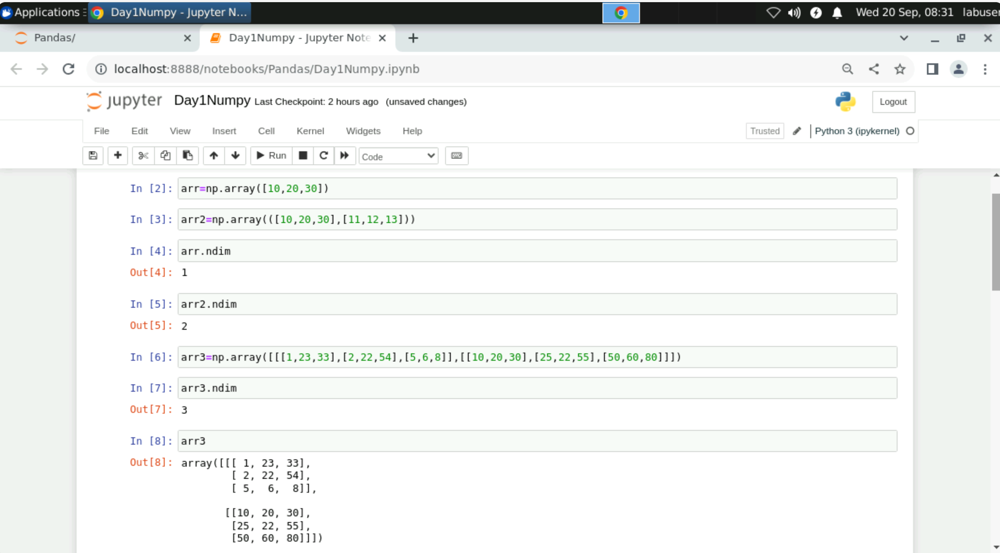 Applications Day1Numpy - Jupyter N... Wed 20 Sep, 08:31 labuser
Pandas/ Day1Numpy - Jupyter Note
localhost:8888/notebooks/Pandas/Day1Numpy.ipynb
jupyter Day1Numpy Last Checkpoint: 2 hours ago (unsaved changes) Logout
File Edit View Insert Cell Kernel Widgets Help Trusted Python 3 (ipykernel)
Run Code
In [2]: arr=np.array([10,20,30])
In [3]: arr2=np.array(([10,20,30],[11,12,13]))
In [4]: arr.ndim
Out[4]: 1
In [5]: arr2.ndim
Out[5]: 2
In [6]: arr3=np.array([[[1,23,33],[2,22,54],[5,6,8]],[[10,20,30],[25,22,55],[50,60,80]]])
In [7]: arr3.ndim
Out[7]: 3
In [8]: arr3
Out[8]: array([[[ 1, 23, 33],
[ 2, 22, 54],
[ 5,  6,  8]],
[[10, 20, 30],
[25, 22, 55],
[50, 60, 80]]])